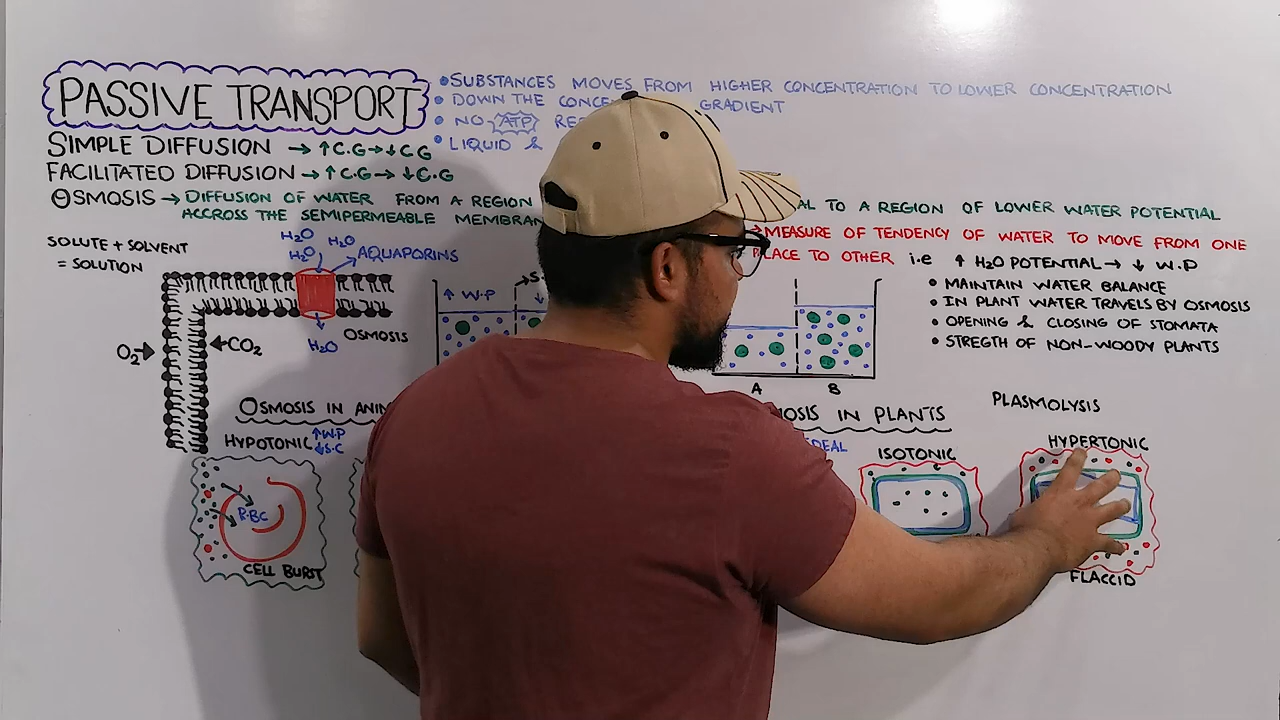 PASSIVE TRANSPORT
• SUBSTANCES MOVES FROM HIGHER CONCENTRATION TO LOWER CONCENTRATION
• DOWN THE GRADIENT
• NO ATP
• LIQUID &
SIMPLE DIFFUSION → ↑C.G → ↓CG
FACILITATED DIFFUSION → ↑C.G → ↓C.G
OSMOSIS → DIFFUSION OF WATER FROM A REGION TO A REGION OF LOWER WATER POTENTIAL
ACCROSS THE SEMIPERMEABLE
→ MEASURE OF TENDENCY OF WATER TO MOVE FROM ONE
PLACE TO OTHER i.e ↑ H2O POTENTIAL → ↓ W.P
SOLUTE + SOLVENT
= SOLUTION
H2O
H2O
H2O
AQUAPORINS
O2 →
← CO2
H2O
OSMOSIS
↑ W.P
A
B
• MAINTAIN WATER BALANCE
• IN PLANT WATER TRAVELS BY OSMOSIS
• OPENING & CLOSING OF STOMATA
• STREGTH OF NON-WOODY PLANTS
OSMOSIS IN
HYPOTONIC ↑W.P
↓S.C
R.BC
CELL BURST
IN PLANTS
ISOTONIC
PLASMOLYSIS
HYPERTONIC
FLACCID